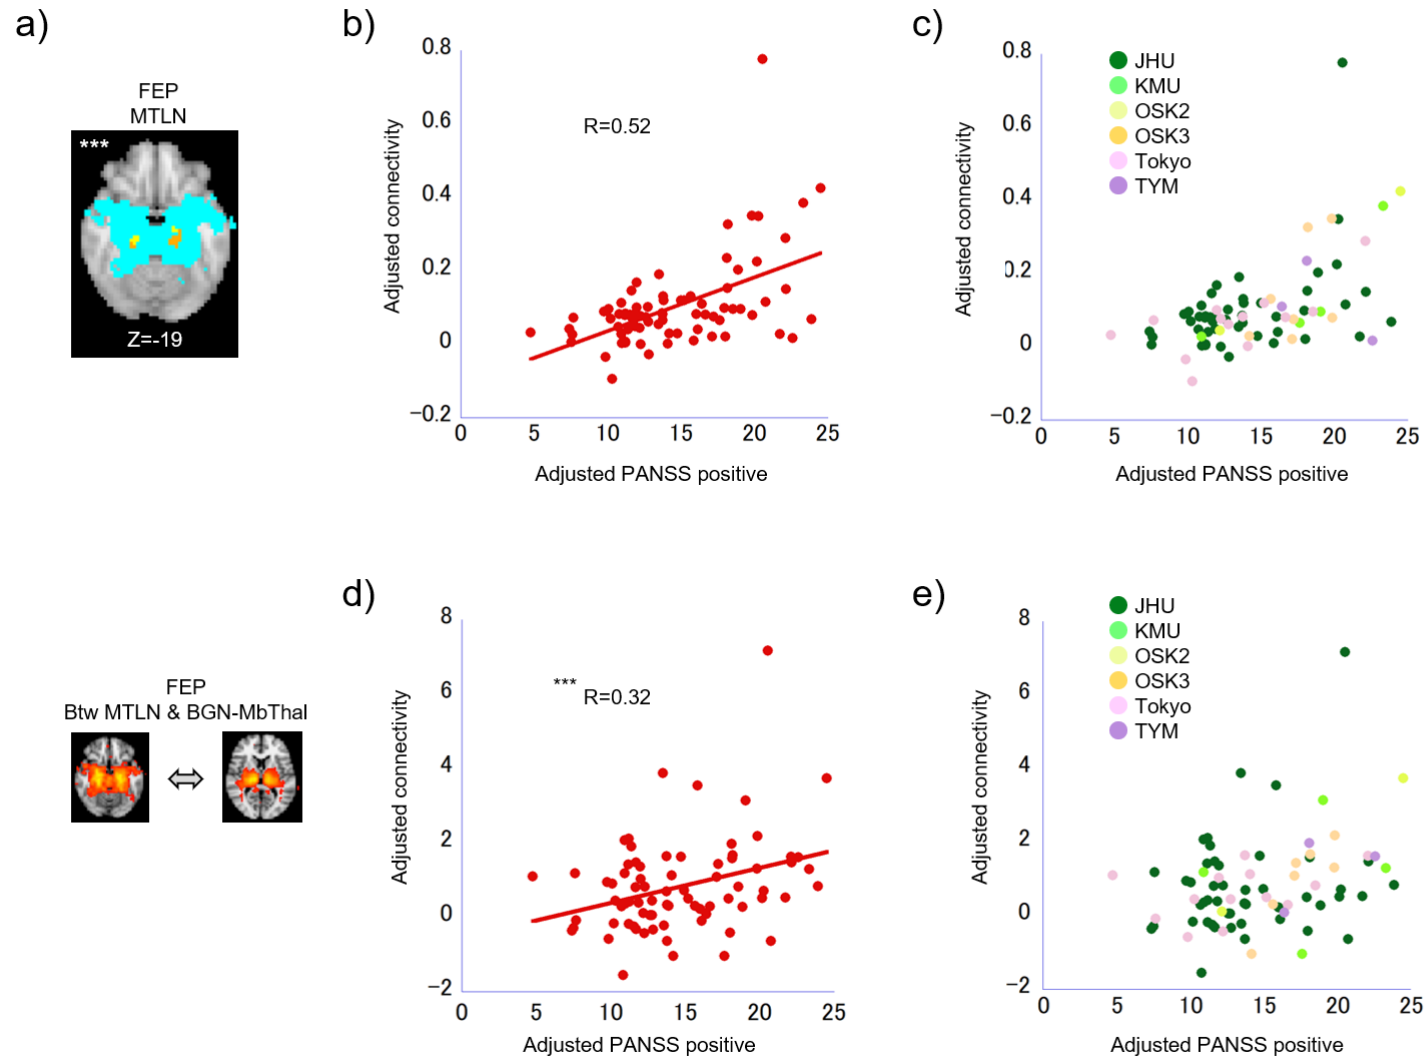 a)
FEP
MTLN
***
Z=-19
b)
0.8
0.6
0.4
0.2
0
−0.2
0 5 10 15 20 25
R=0.52
Adjusted connectivity
Adjusted PANSS positive
c)
0.8
0.6
0.4
0.2
0
−0.2
0 5 10 15 20 25
JHU
KMU
OSK2
OSK3
Tokyo
TYM
Adjusted connectivity
Adjusted PANSS positive
FEP
Btw MTLN & BGN-MbThal
d)
8
6
4
2
0
−2
0 5 10 15 20 25
*** R=0.32
Adjusted connectivity
Adjusted PANSS positive
e)
8
6
4
2
0
−2
0 5 10 15 20 25
JHU
KMU
OSK2
OSK3
Tokyo
TYM
Adjusted connectivity
Adjusted PANSS positive